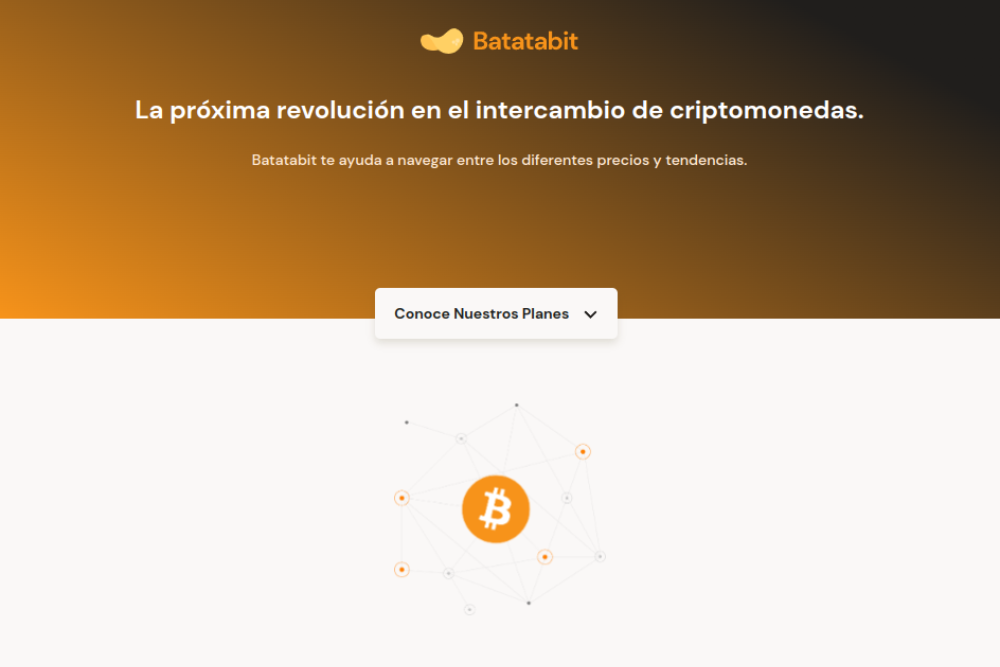 Batatabit
La próxima revolución en el intercambio de criptomonedas.
Batatabit te ayuda a navegar entre los diferentes precios y tendencias.
Conoce Nuestros Planes